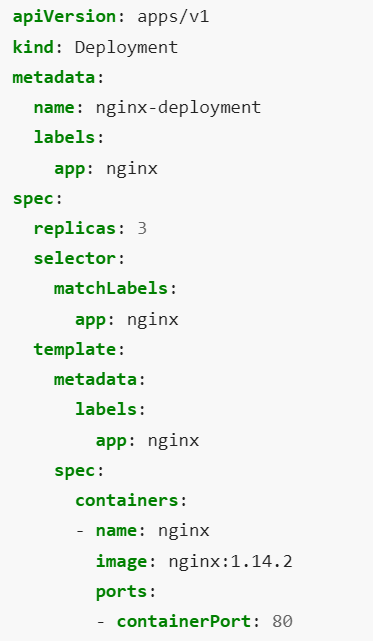 apiVersion: apps/v1
kind: Deployment
metadata:
  name: nginx-deployment
  labels:
    app: nginx
spec:
  replicas: 3
  selector:
    matchLabels:
      app: nginx
  template:
    metadata:
      labels:
        app: nginx
    spec:
      containers:
      - name: nginx
        image: nginx:1.14.2
        ports:
        - containerPort: 80